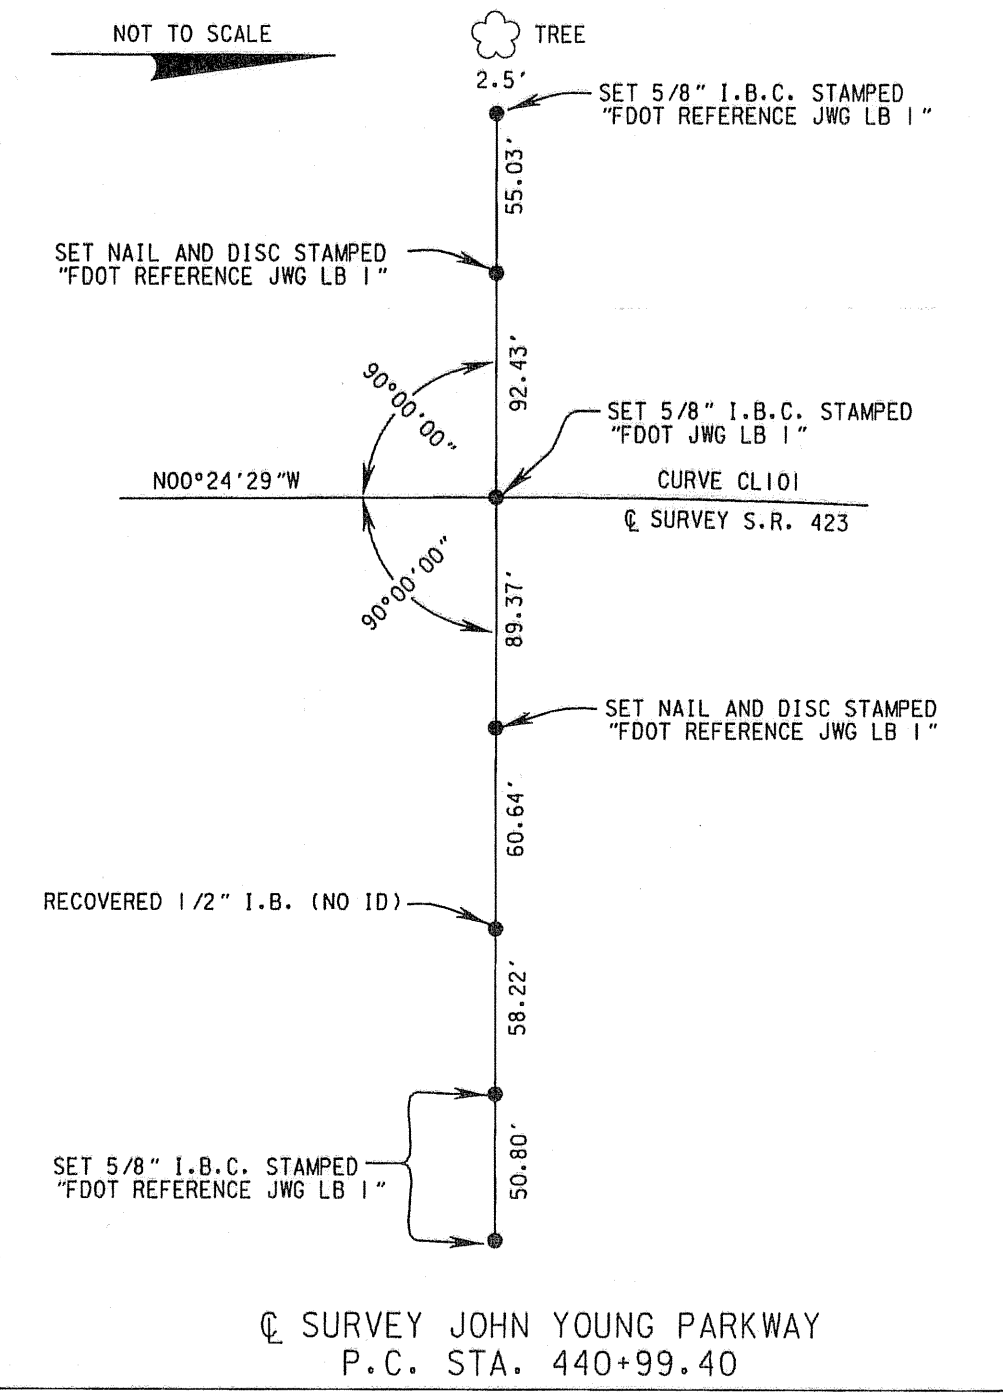 NOT TO SCALE
TREE
2.5'
SET 5/8" I.B.C. STAMPED
"FDOT REFERENCE JWG LB 1"
55.03'
SET NAIL AND DISC STAMPED
"FDOT REFERENCE JWG LB 1"
92.43'
90°00'00"
SET 5/8" I.B.C. STAMPED
"FDOT JWG LB 1"
N00°24'29"W
CURVE CL101
℄ SURVEY S.R. 423
90°00'00"
89.37'
SET NAIL AND DISC STAMPED
"FDOT REFERENCE JWG LB 1"
60.64'
RECOVERED 1/2" I.B. (NO ID)
58.22'
SET 5/8" I.B.C. STAMPED
"FDOT REFERENCE JWG LB 1"
50.80'
℄ SURVEY JOHN YOUNG PARKWAY
P.C. STA. 440+99.40